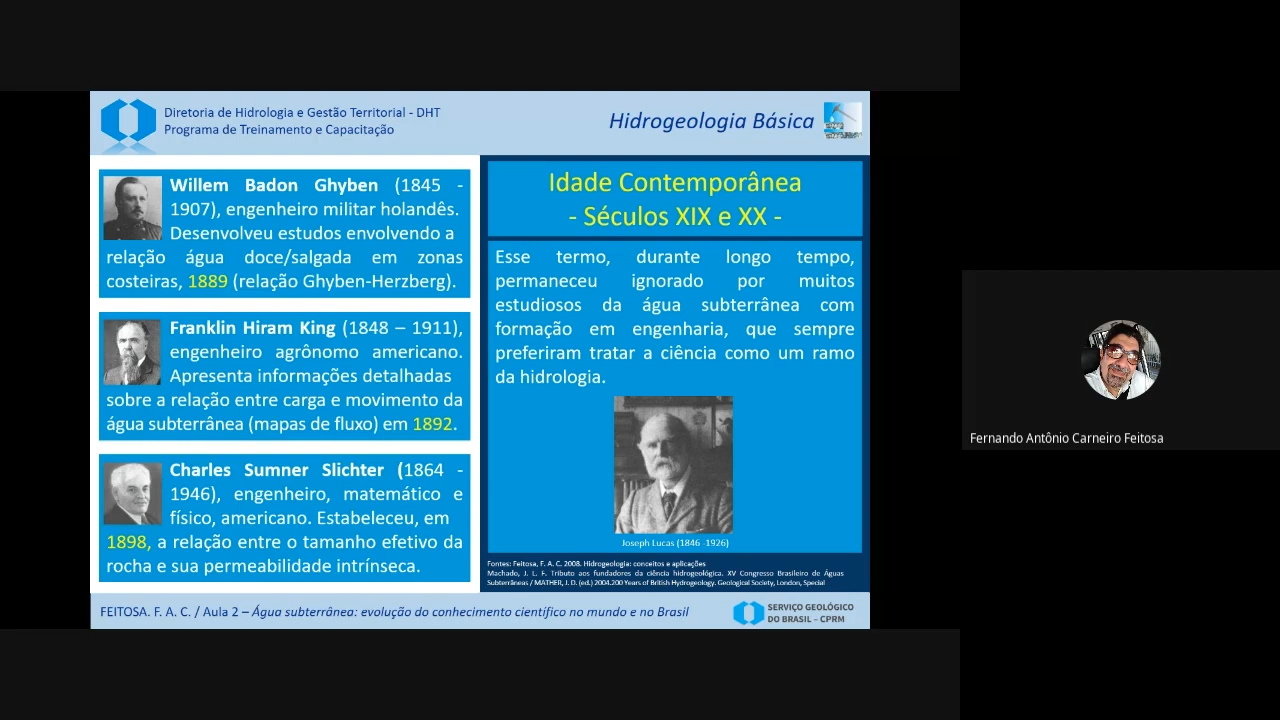 Diretoria de Hidrologia e Gestão Territorial - DHT
Programa de Treinamento e Capacitação
Hidrogeologia Básica
Willem Badon Ghyben (1845 -
1907), engenheiro militar holandês.
Desenvolveu estudos envolvendo a
relação água doce/salgada em zonas
costeiras, 1889 (relação Ghyben-Herzberg).
Franklin Hiram King (1848 – 1911),
engenheiro agrônomo americano.
Apresenta informações detalhadas
sobre a relação entre carga e movimento da
água subterrânea (mapas de fluxo) em 1892.
Charles Sumner Slichter (1864 -
1946), engenheiro, matemático e
físico, americano. Estabeleceu, em
1898, a relação entre o tamanho efetivo da
rocha e sua permeabilidade intrínseca.
Idade Contemporânea
- Séculos XIX e XX -
Esse termo, durante longo tempo,
permaneceu ignorado por muitos
estudiosos da água subterrânea com
formação em engenharia, que sempre
preferiram tratar a ciência como um ramo
da hidrologia.
Joseph Lucas (1846 -1926)
Fontes: Feitosa, F. A. C. 2008. Hidrogeologia: conceitos e aplicações
Machado, J. L. F. Tributo aos fundadores da ciência hidrogeológica. XV Congresso Brasileiro de Águas
Subterrâneas / MATHER, J. D. (ed.) 2004.200 Years of British Hydrogeology. Geological Society, London, Special
FEITOSA. F. A. C. / Aula 2 – Água subterrânea: evolução do conhecimento científico no mundo e no Brasil
SERVIÇO GEOLÓGICO
DO BRASIL – CPRM
Fernando Antônio Carneiro Feitosa